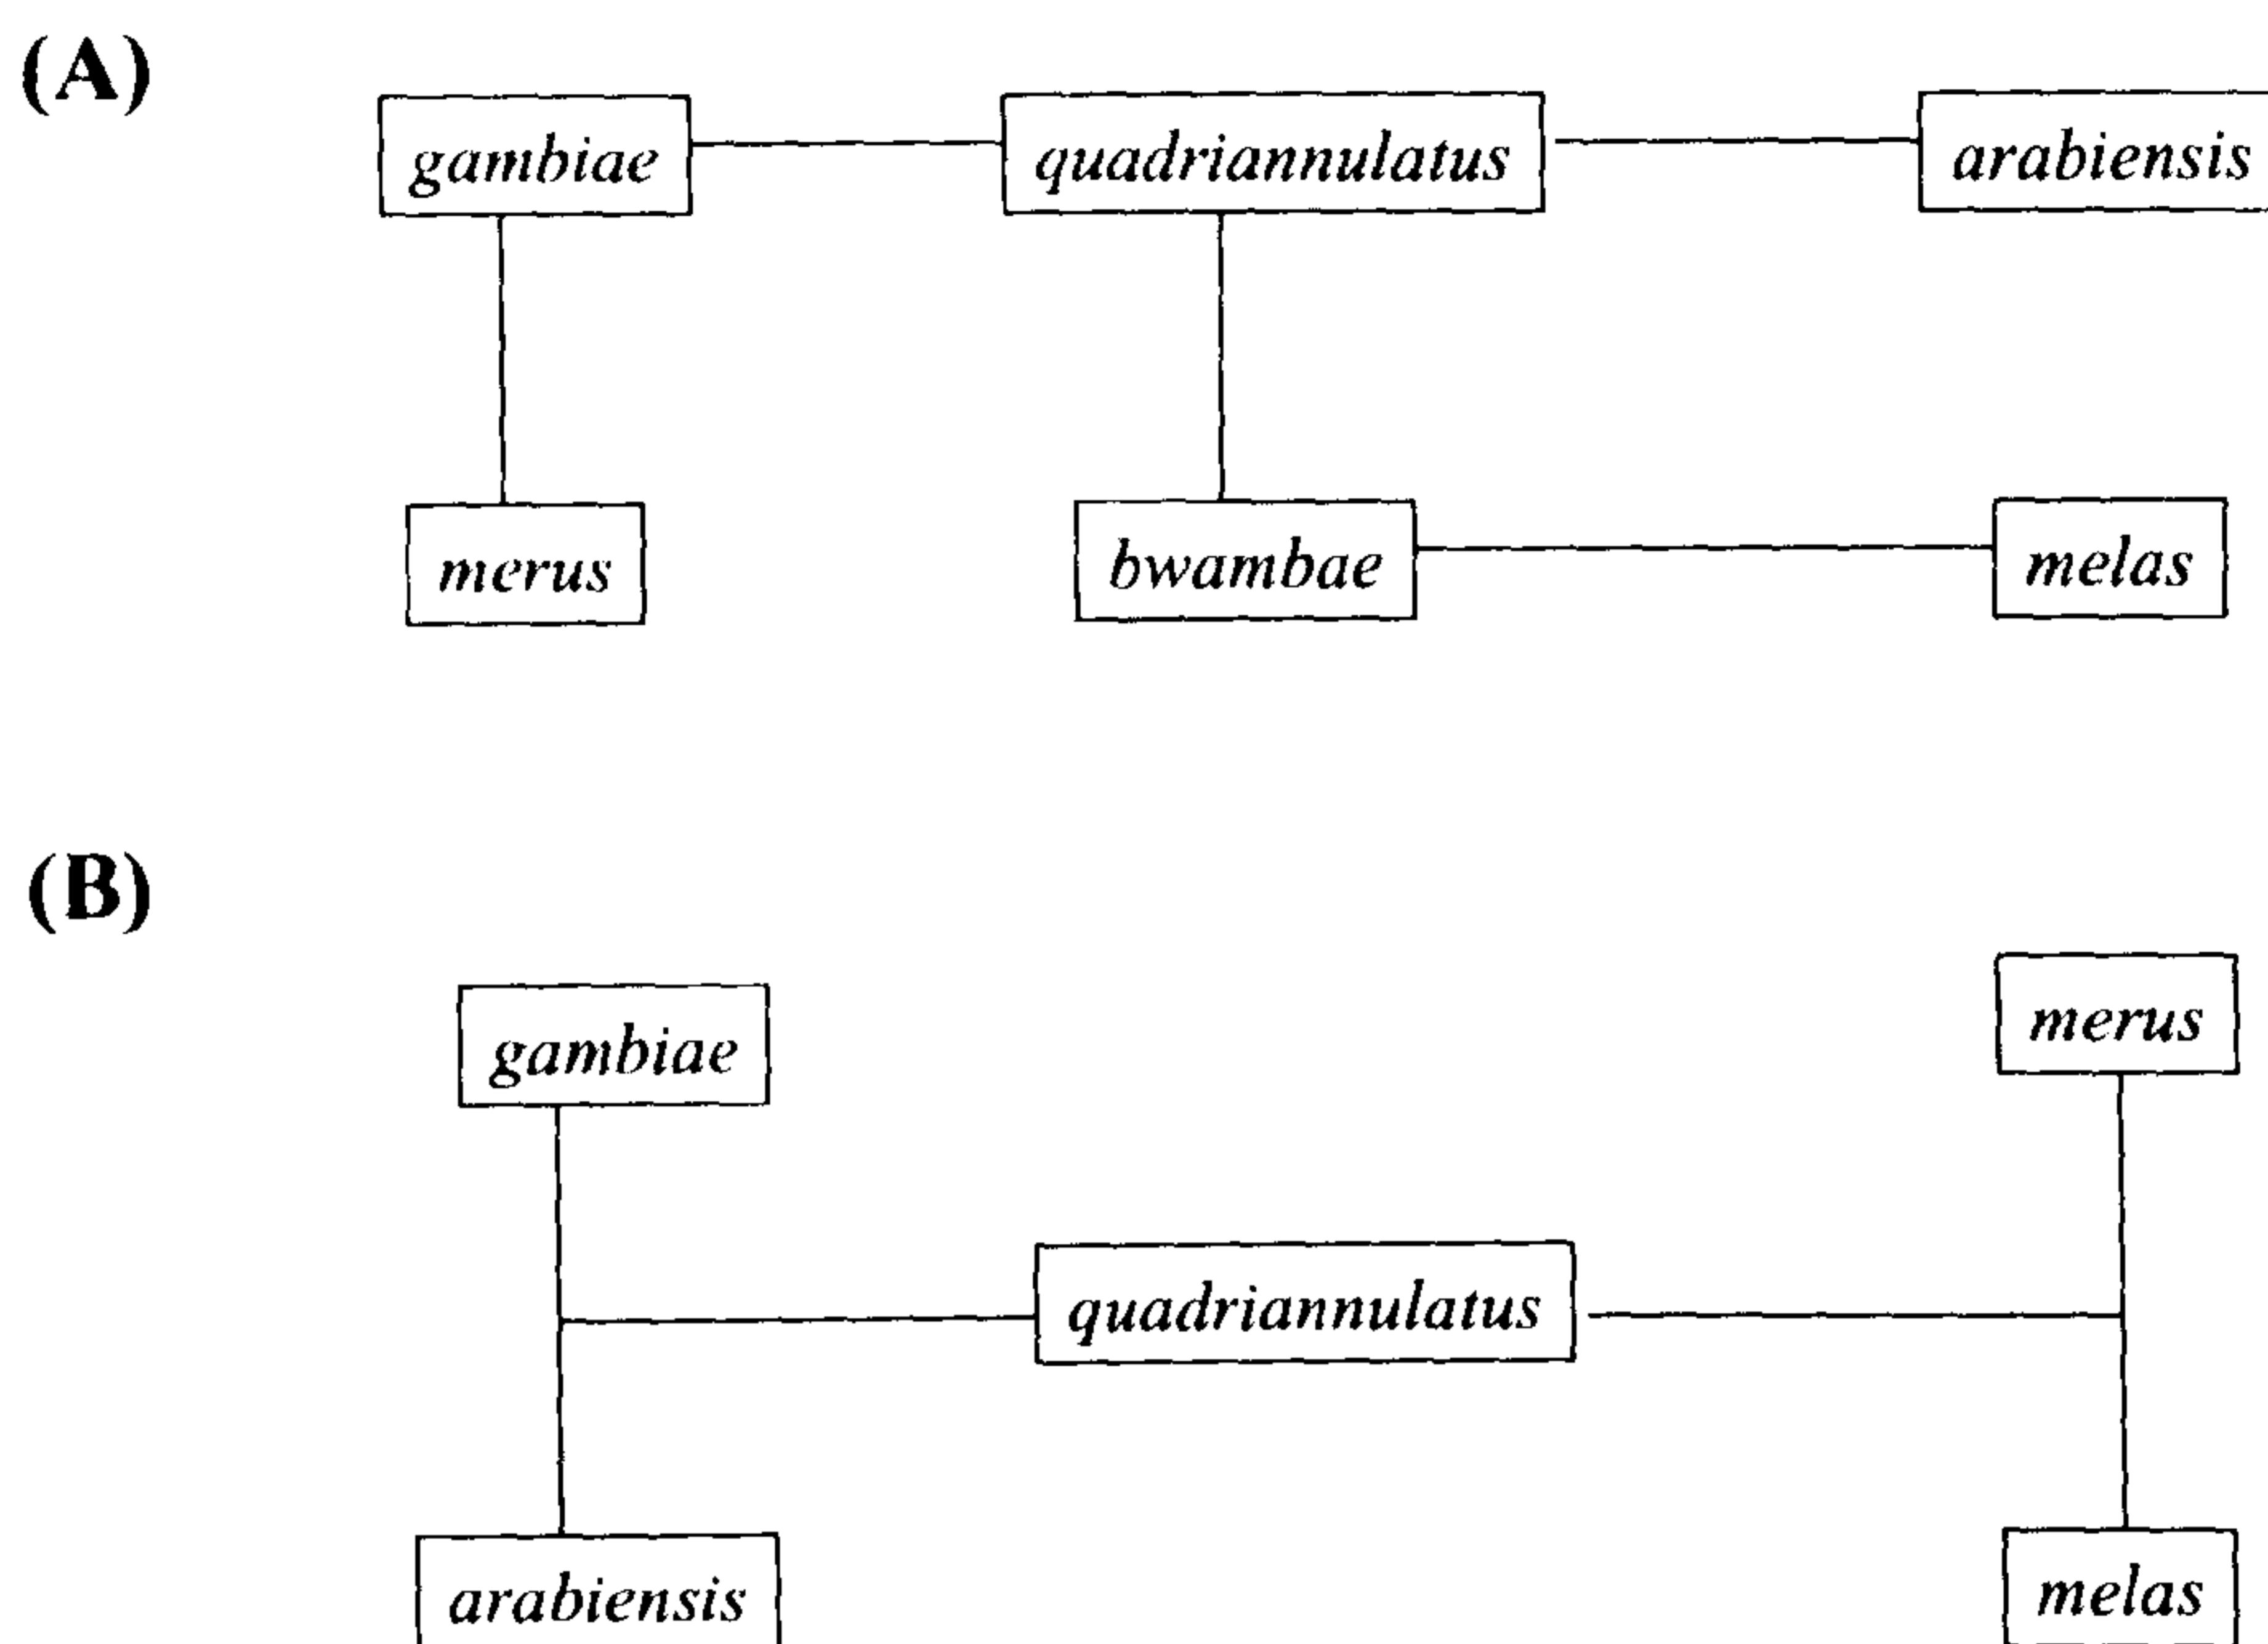 (A)
gambiae quadriannulatus arabiensis
merus bwambae melas
(B)
merus
gambiae
quadriannulatus
arabiensis melas